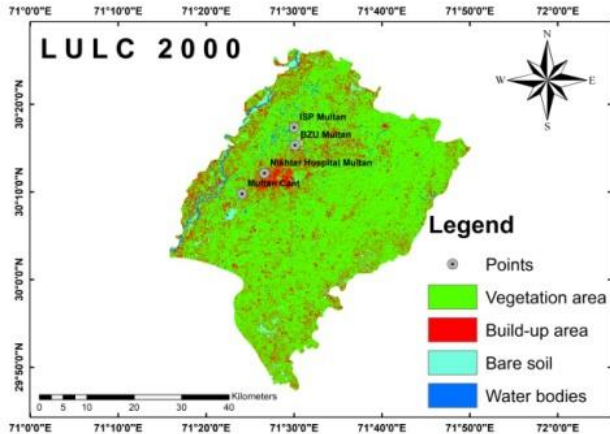 71°0'0"E 71°10'0"E 71°20'0"E 71°30'0"E 71°40'0"E 71°50'0"E 72°0'0"E
LULC 2000
N
W E
S
30°20'0"N
30°10'0"N
30°0'0"N
29°50'0"N
ISP Multan
BZU Multan
Nishtar Hospital Multan
Multan Cant
Legend
Points
Vegetation area
Build-up area
Bare soil
Water bodies
Kilometers
0 5 10 20 30 40
71°0'0"E 71°10'0"E 71°20'0"E 71°30'0"E 71°40'0"E 71°50'0"E 72°0'0"E